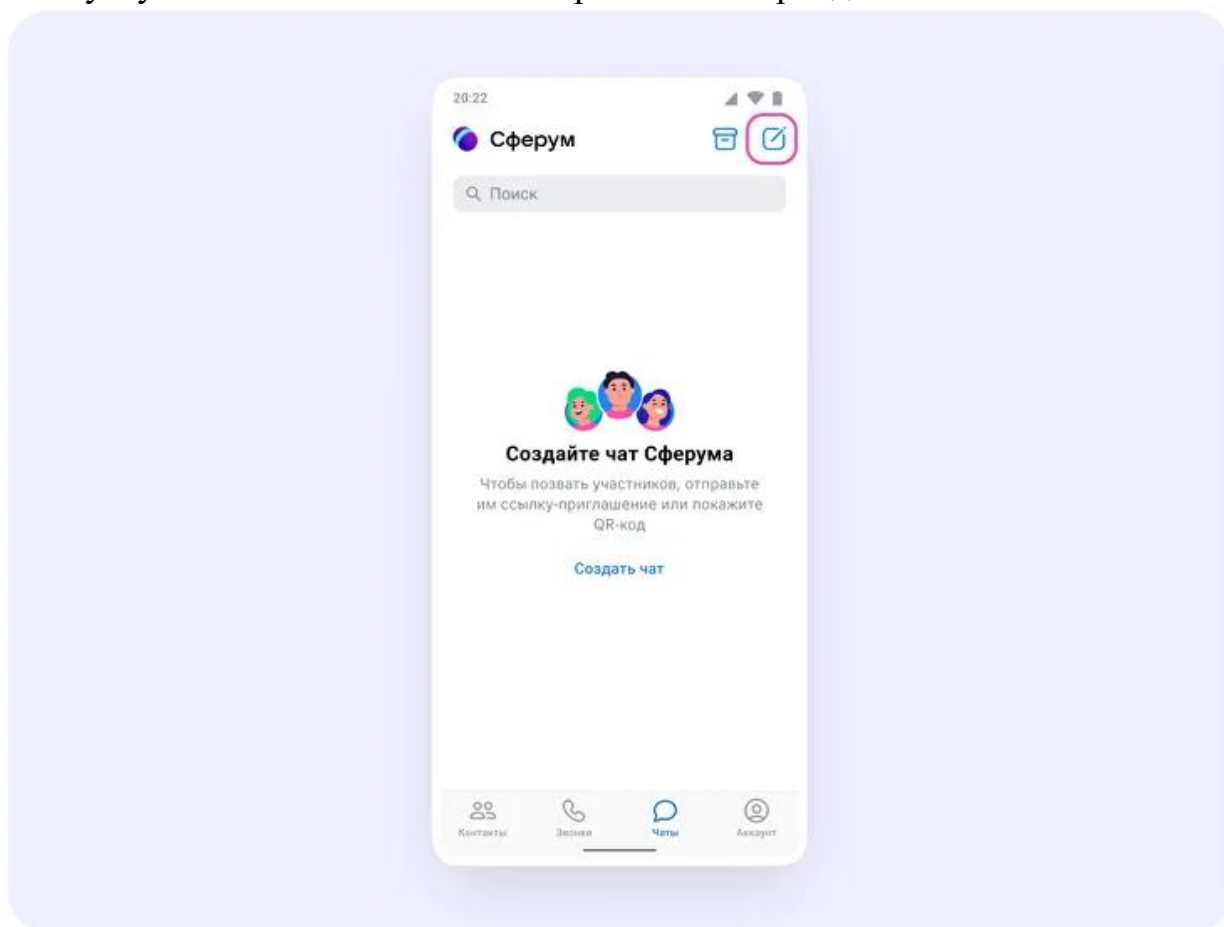 20:22
Сферум
Поиск
Создайте чат Сферума
Чтобы позвать участников, отправьте
им ссылку-приглашение или покажите
QR-код
Создать чат
Контакты Звонки Чаты Аккаунт